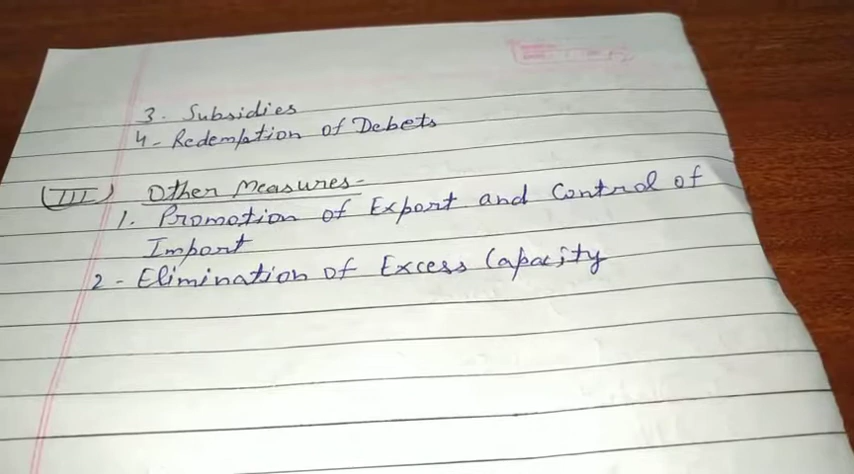 3. Subsidies
4- Redemption of Debets
(III) Other Measures-
1. Promotion of Export and Control of
Import
2- Elimination of Excess Capacity